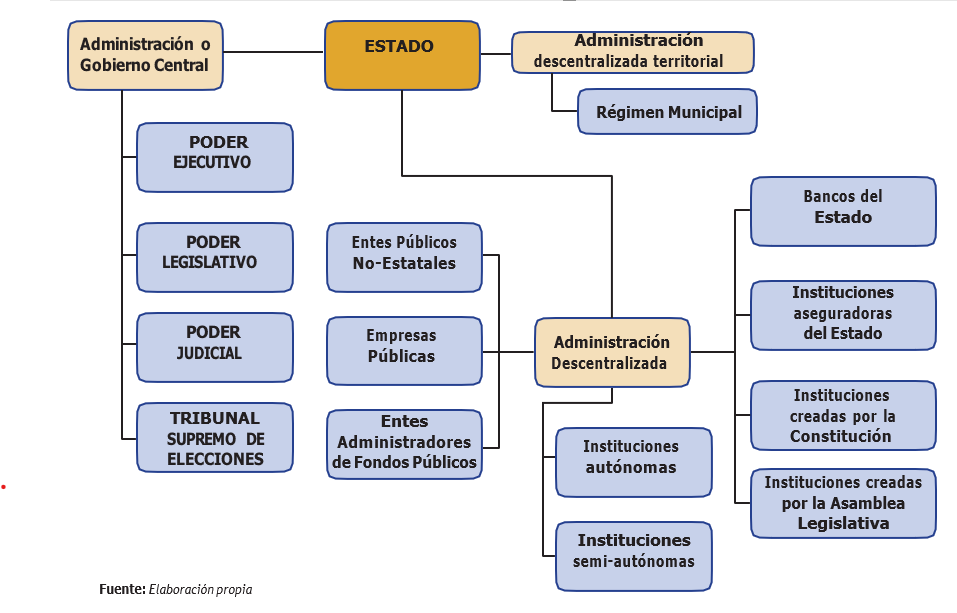 Administración o
Gobierno Central
ESTADO
Administración
descentralizada territorial
Régimen Municipal
PODER
EJECUTIVO
PODER
LEGISLATIVO
PODER
JUDICIAL
TRIBUNAL
SUPREMO DE
ELECCIONES
Entes Públicos
No-Estatales
Empresas
Públicas
Entes
Administradores
de Fondos Públicos
Administración
Descentralizada
Instituciones
autónomas
Instituciones
semi-autónomas
Bancos del
Estado
Instituciones
aseguradoras
del Estado
Instituciones
creadas por la
Constitución
Instituciones creadas
por la Asamblea
Legislativa
Fuente: Elaboración propia